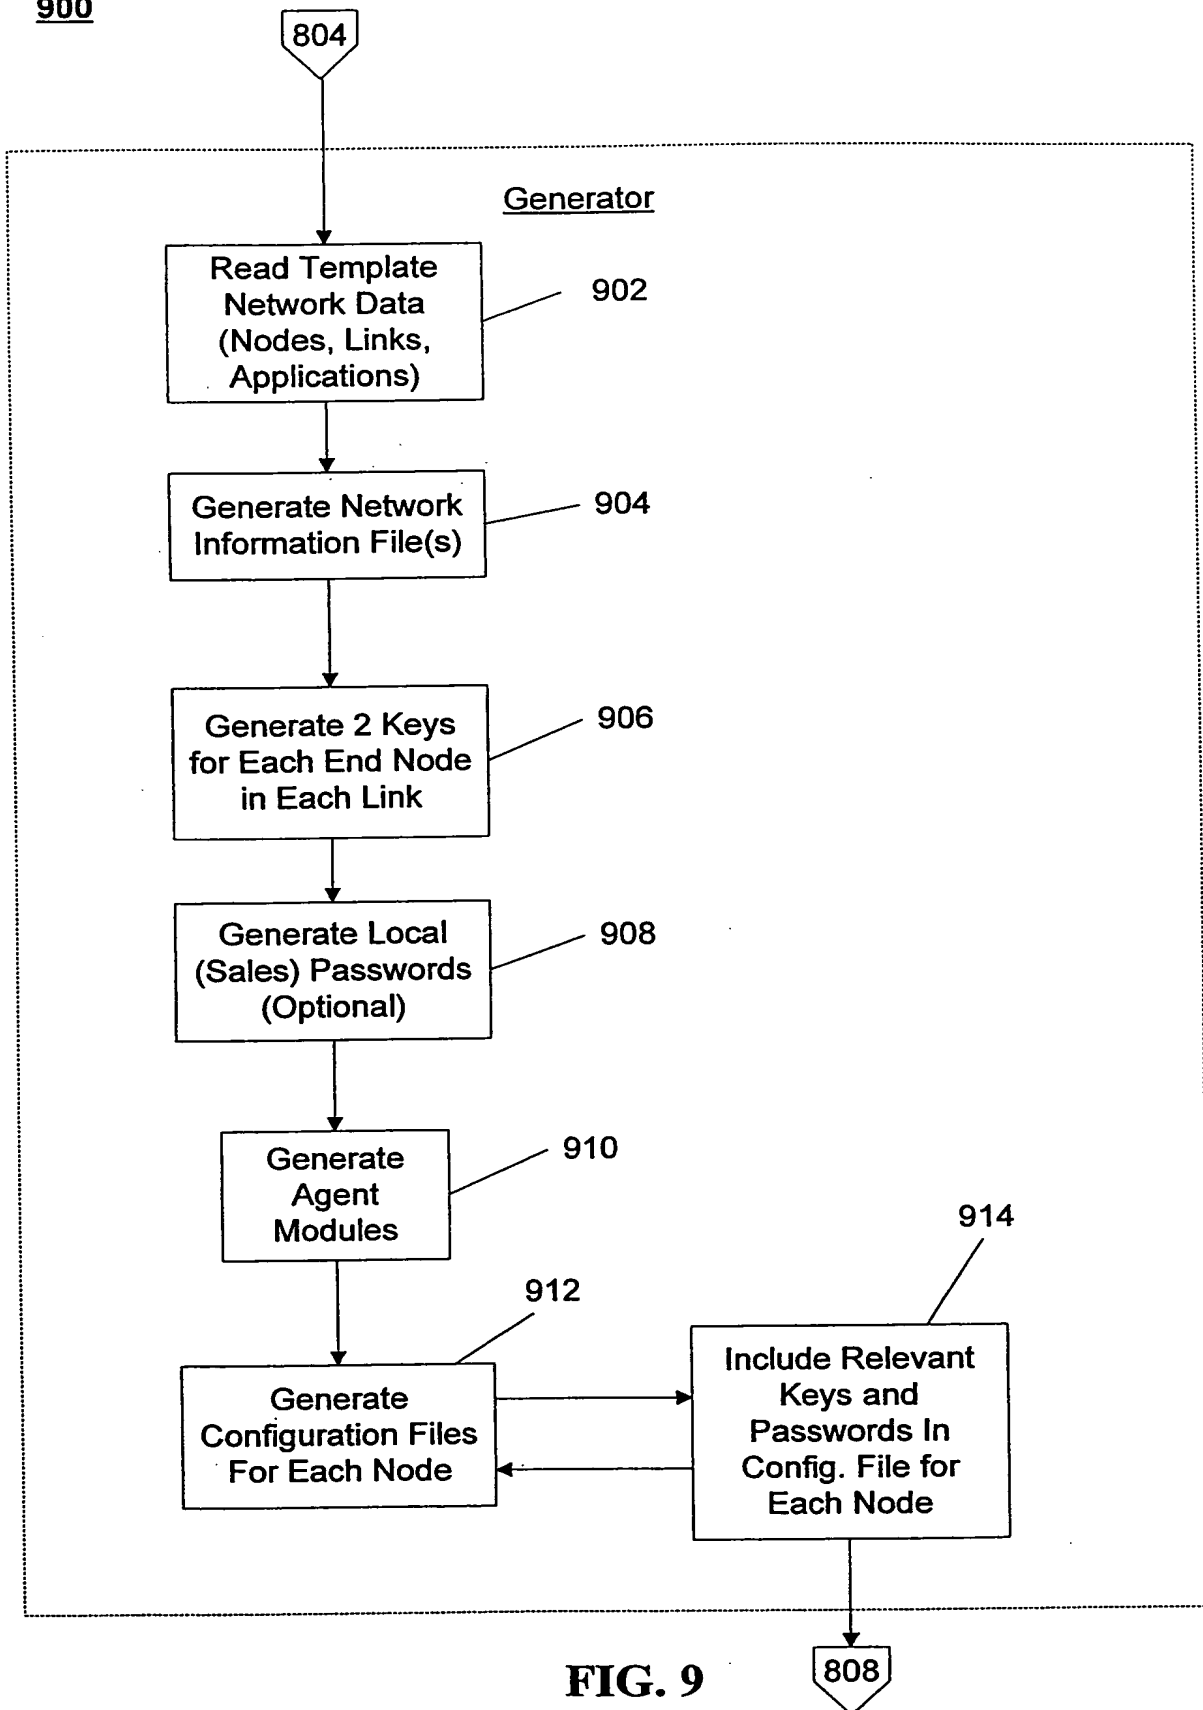 900
804
Generator
Read Template
Network Data
(Nodes, Links,
Applications)
902
Generate Network
Information File(s)
904
Generate 2 Keys
for Each End Node
in Each Link
906
Generate Local
(Sales) Passwords
(Optional)
908
Generate
Agent
Modules
910
912
Generate
Configuration Files
For Each Node
914
Include Relevant
Keys and
Passwords In
Config. File for
Each Node
808
FIG. 9